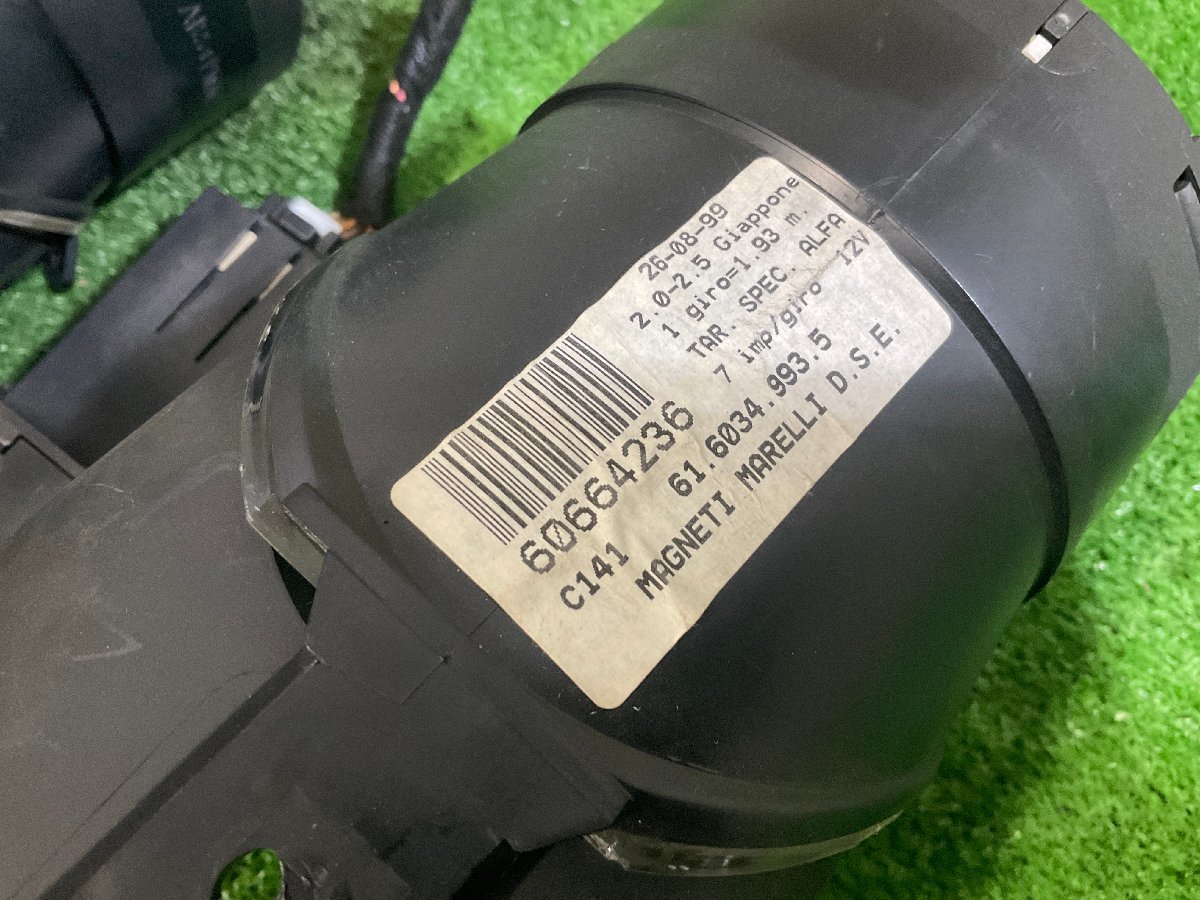 26-08-99
2.0-2.5 Giappone
1 giro=1.93 m.
TAR. SPEC. ALFA
7 imp/giro 12V
60664236
C141 61.6034.993.5
MAGNETI MARELLI D.S.E.